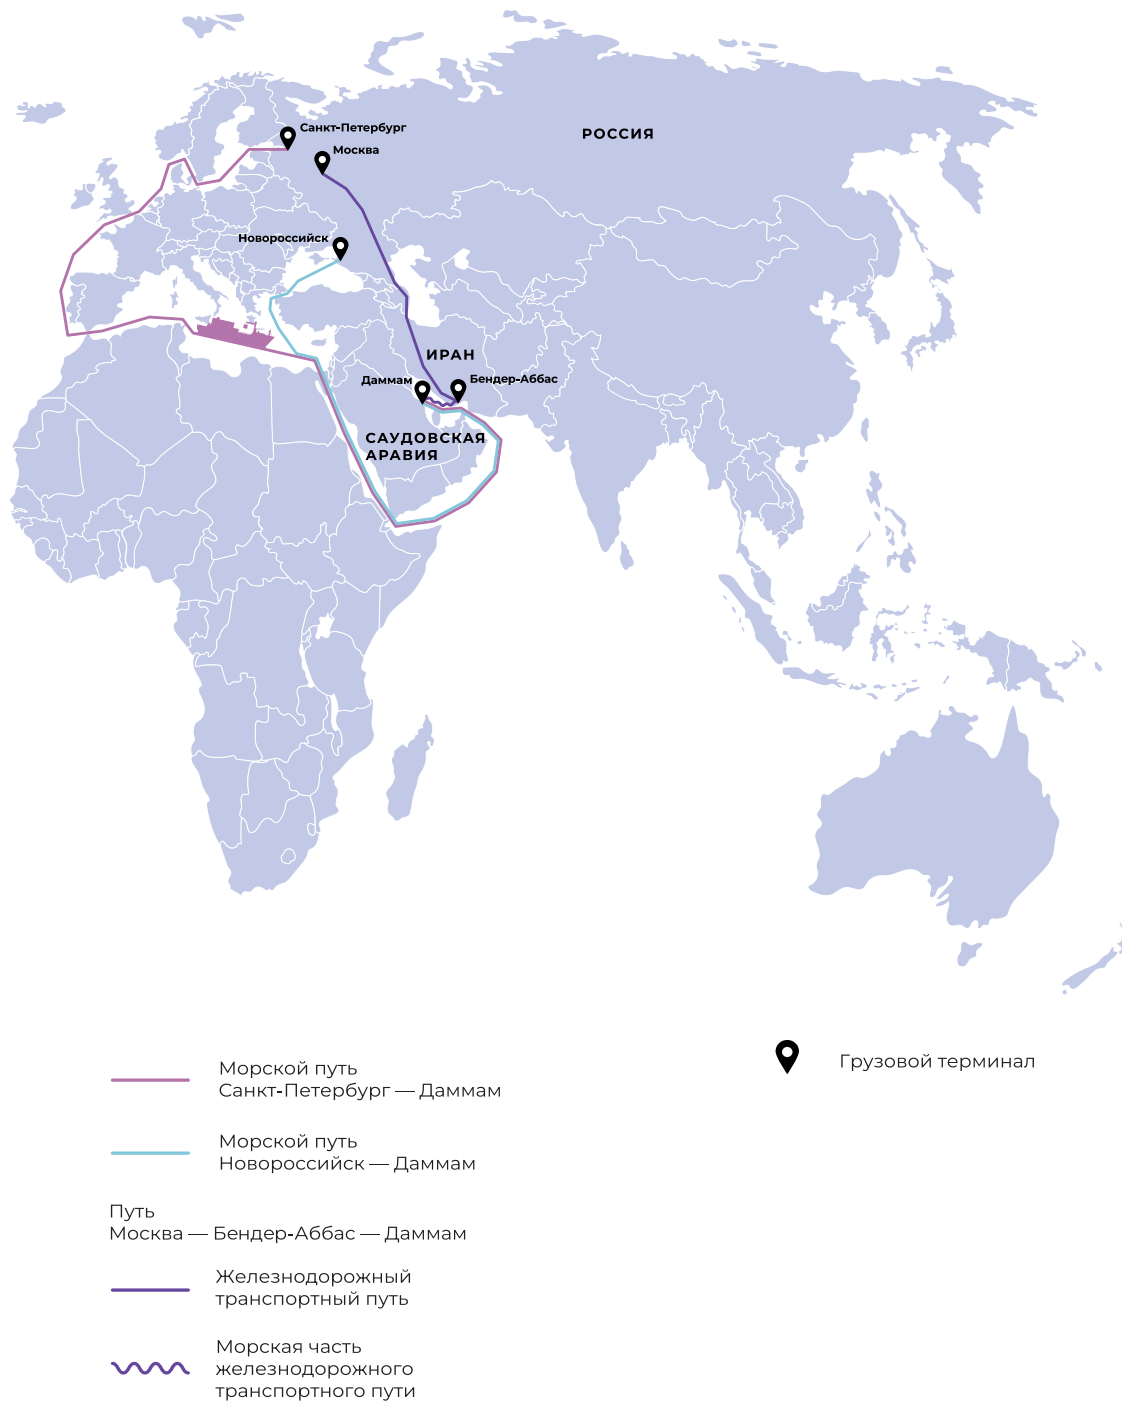 Санкт-Петербург
Москва
РОССИЯ
Новороссийск
ИРАН
Даммам
Бендер-Аббас
САУДОВСКАЯ
АРАВИЯ
Морской путь
Санкт-Петербург — Даммам
Грузовой терминал
Морской путь
Новороссийск — Даммам
Путь
Москва — Бендер-Аббас — Даммам
Железнодорожный
транспортный путь
Морская часть
железнодорожного
транспортного пути